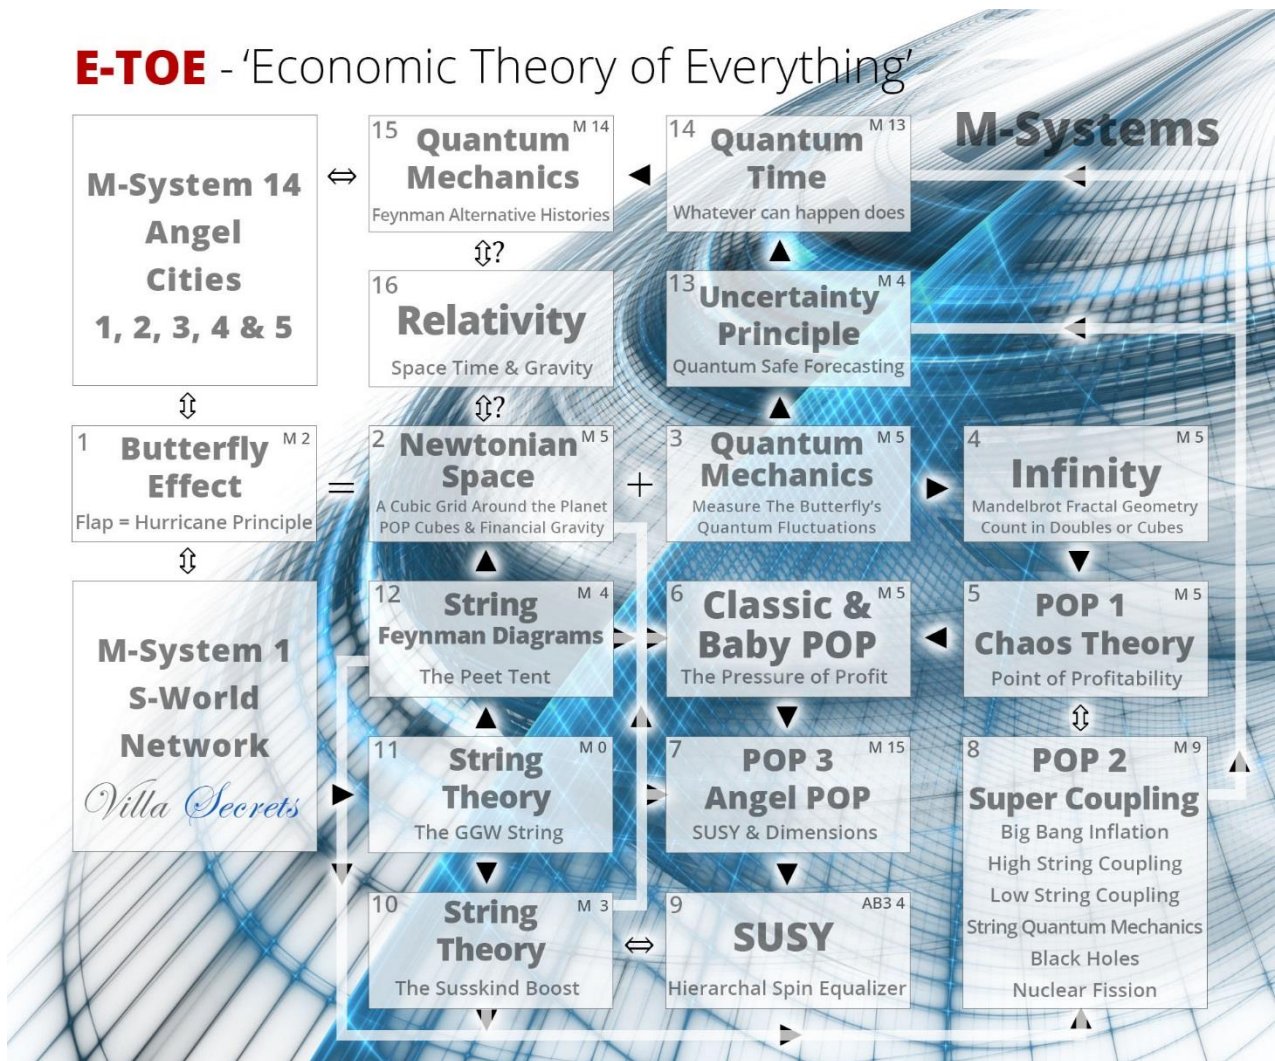 E-TOE - 'Economic Theory of Everything'
M-Systems
M-System 14
Angel
Cities
1, 2, 3, 4 & 5
15 Quantum M 14
Mechanics
Feynman Alternative Histories
14 Quantum M 13
Time
Whatever can happen does
?
16
Relativity
Space Time & Gravity
13 Uncertainty M 4
Principle
Quantum Safe Forecasting
?
1 Butterfly M 2
Effect
Flap = Hurricane Principle
=
2 Newtonian M 5
Space
A Cubic Grid Around the Planet
POP Cubes & Financial Gravity
+
3 Quantum M 5
Mechanics
Measure The Butterfly's
Quantum Fluctuations
4 M 5
Infinity
Mandelbrot Fractal Geometry
Count in Doubles or Cubes
M-System 1
S-World
Network
Villa Secrets
12 String M 4
Feynman Diagrams
The Peet Tent
6 Classic & M 5
Baby POP
The Pressure of Profit
5 POP 1 M 5
Chaos Theory
Point of Profitability
11 String M 0
Theory
The GGW String
7 POP 3 M 15
Angel POP
SUSY & Dimensions
8 POP 2 M 9
Super Coupling
Big Bang Inflation
High String Coupling
Low String Coupling
String Quantum Mechanics
Black Holes
Nuclear Fission
10 String M 3
Theory
The Susskind Boost
9 AB3 4
SUSY
Hierarchal Spin Equalizer